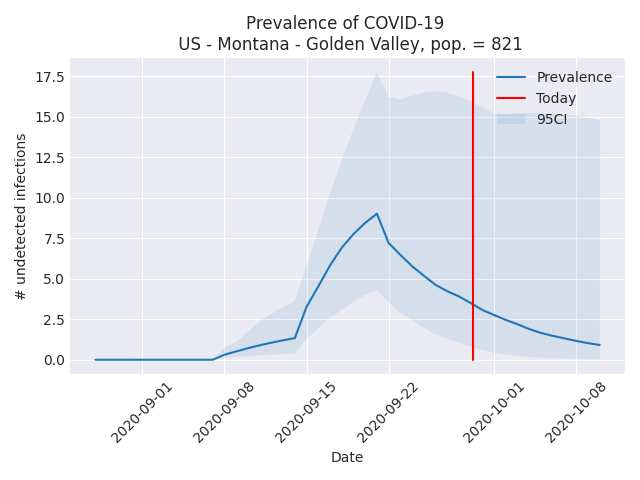 Prevalence of COVID-19
US - Montana - Golden Valley, pop. = 821
17.5
15.0
12.5
10.0
7.5
5.0
2.5
0.0
# undetected infections
Prevalence
Today
95CI
2020-09-01
2020-09-08
2020-09-15
2020-09-22
2020-10-01
2020-10-08
Date